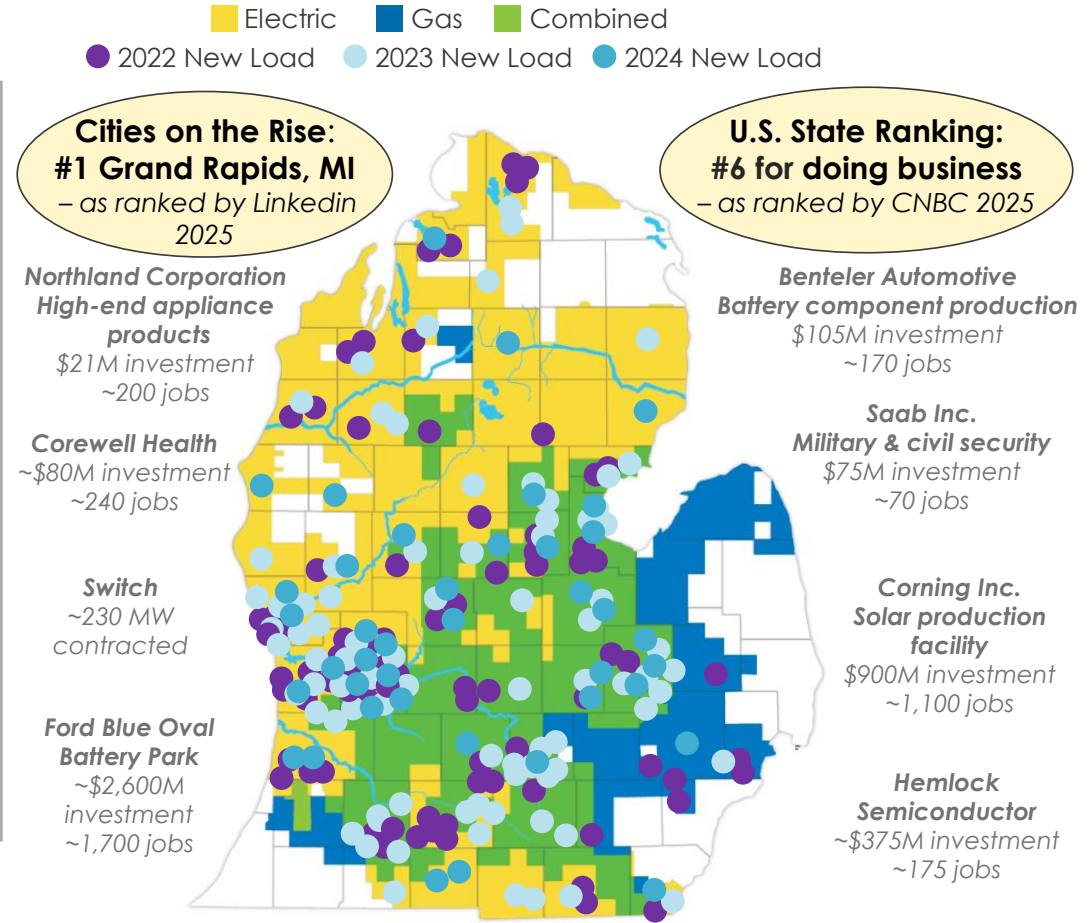 Electric Gas Combined
2022 New Load 2023 New Load 2024 New Load
Cities on the Rise:
#1 Grand Rapids, MI
– as ranked by Linkedin
2025
U.S. State Ranking:
#6 for doing business
– as ranked by CNBC 2025
Northland Corporation
High-end appliance
products
$21M investment
~200 jobs
Corewell Health
~$80M investment
~240 jobs
Switch
~230 MW
contracted
Ford Blue Oval
Battery Park
~$2,600M
investment
~1,700 jobs
Benteler Automotive
Battery component production
$105M investment
~170 jobs
Saab Inc.
Military & civil security
$75M investment
~70 jobs
Corning Inc.
Solar production
facility
$900M investment
~1,100 jobs
Hemlock
Semiconductor
~$375M investment
~175 jobs